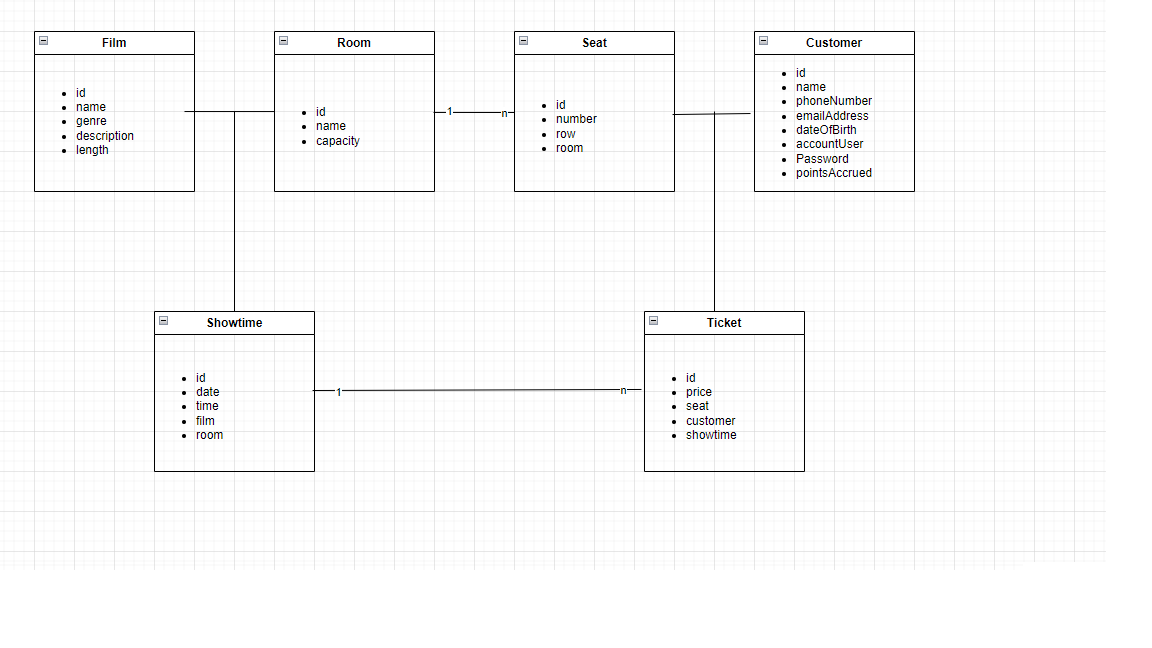 Film
id
name
genre
description
length
Room
id
name
capacity
1
n
Seat
id
number
row
room
Customer
id
name
phoneNumber
emailAddress
dateOfBirth
accountUser
Password
pointsAccrued
Showtime
id
date
time
film
room
1
n
Ticket
id
price
seat
customer
showtime